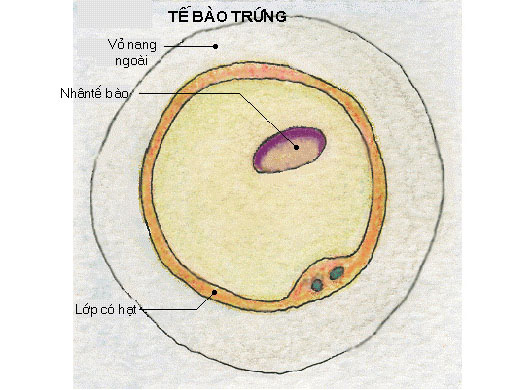 TẾ BÀO TRỨNG
Vỏ nang
ngoài
Nhântế bào
Lớp có hạt